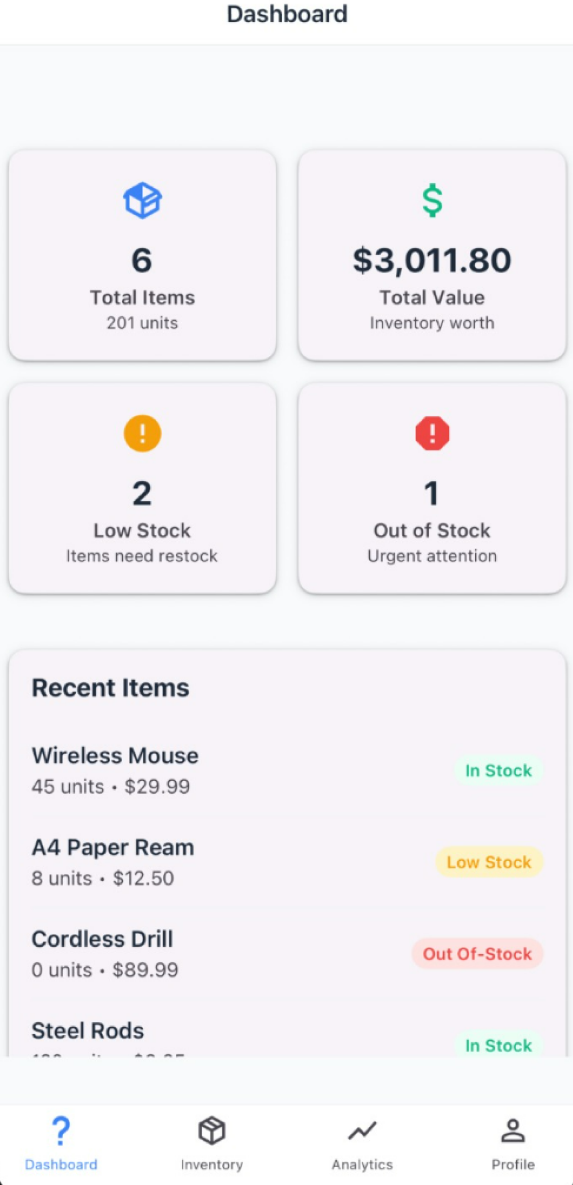 Dashboard
6
Total Items
201 units
$3,011.80
Total Value
Inventory worth
2
Low Stock
Items need restock
1
Out of Stock
Urgent attention
Recent Items
Wireless Mouse
45 units • $29.99
In Stock
A4 Paper Ream
8 units • $12.50
Low Stock
Cordless Drill
0 units • $89.99
Out Of-Stock
Steel Rods
In Stock
Dashboard
Inventory
Analytics
Profile